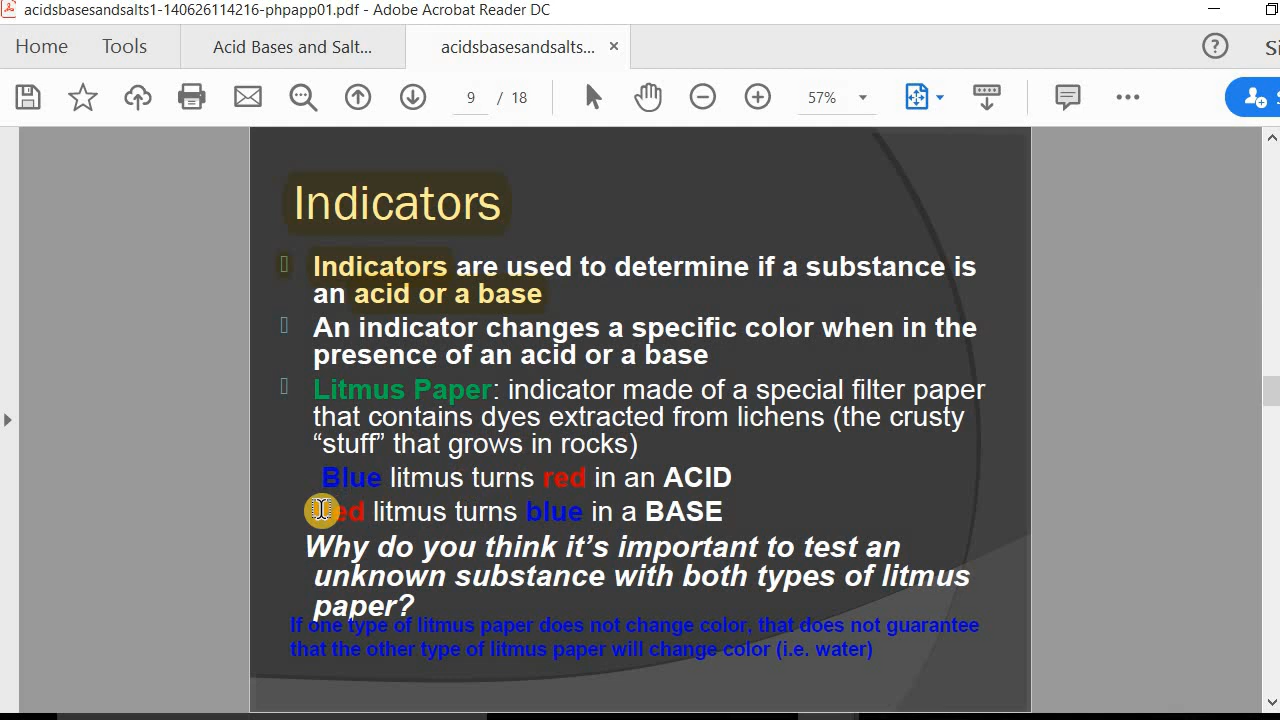 acidsbasesandsalts1-140626114216-phpapp01.pdf - Adobe Acrobat Reader DC
Home Tools Acid Bases and Salt... acidsbasesandsalts... × ? Si
9 / 18 57%
Indicators
Indicators are used to determine if a substance is
an acid or a base
An indicator changes a specific color when in the
presence of an acid or a base
Litmus Paper: indicator made of a special filter paper
that contains dyes extracted from lichens (the crusty
“stuff” that grows in rocks)
Blue litmus turns red in an ACID
ed litmus turns blue in a BASE
Why do you think it’s important to test an
unknown substance with both types of litmus
paper?
If one type of litmus paper does not change color, that does not guarantee
that the other type of litmus paper will change color (i.e. water)